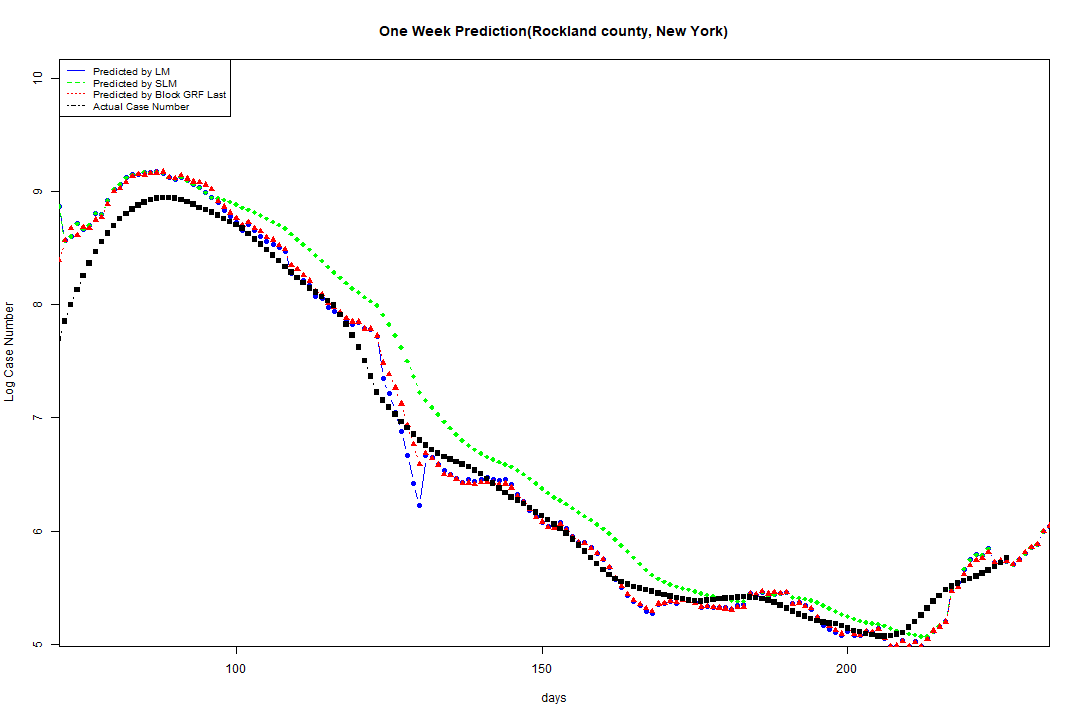 One Week Prediction(Rockland county, New York)
Predicted by LM
Predicted by SLM
Predicted by Block GRF Last
Actual Case Number
10
9
8
7
6
5
Log Case Number
100
150
200
days